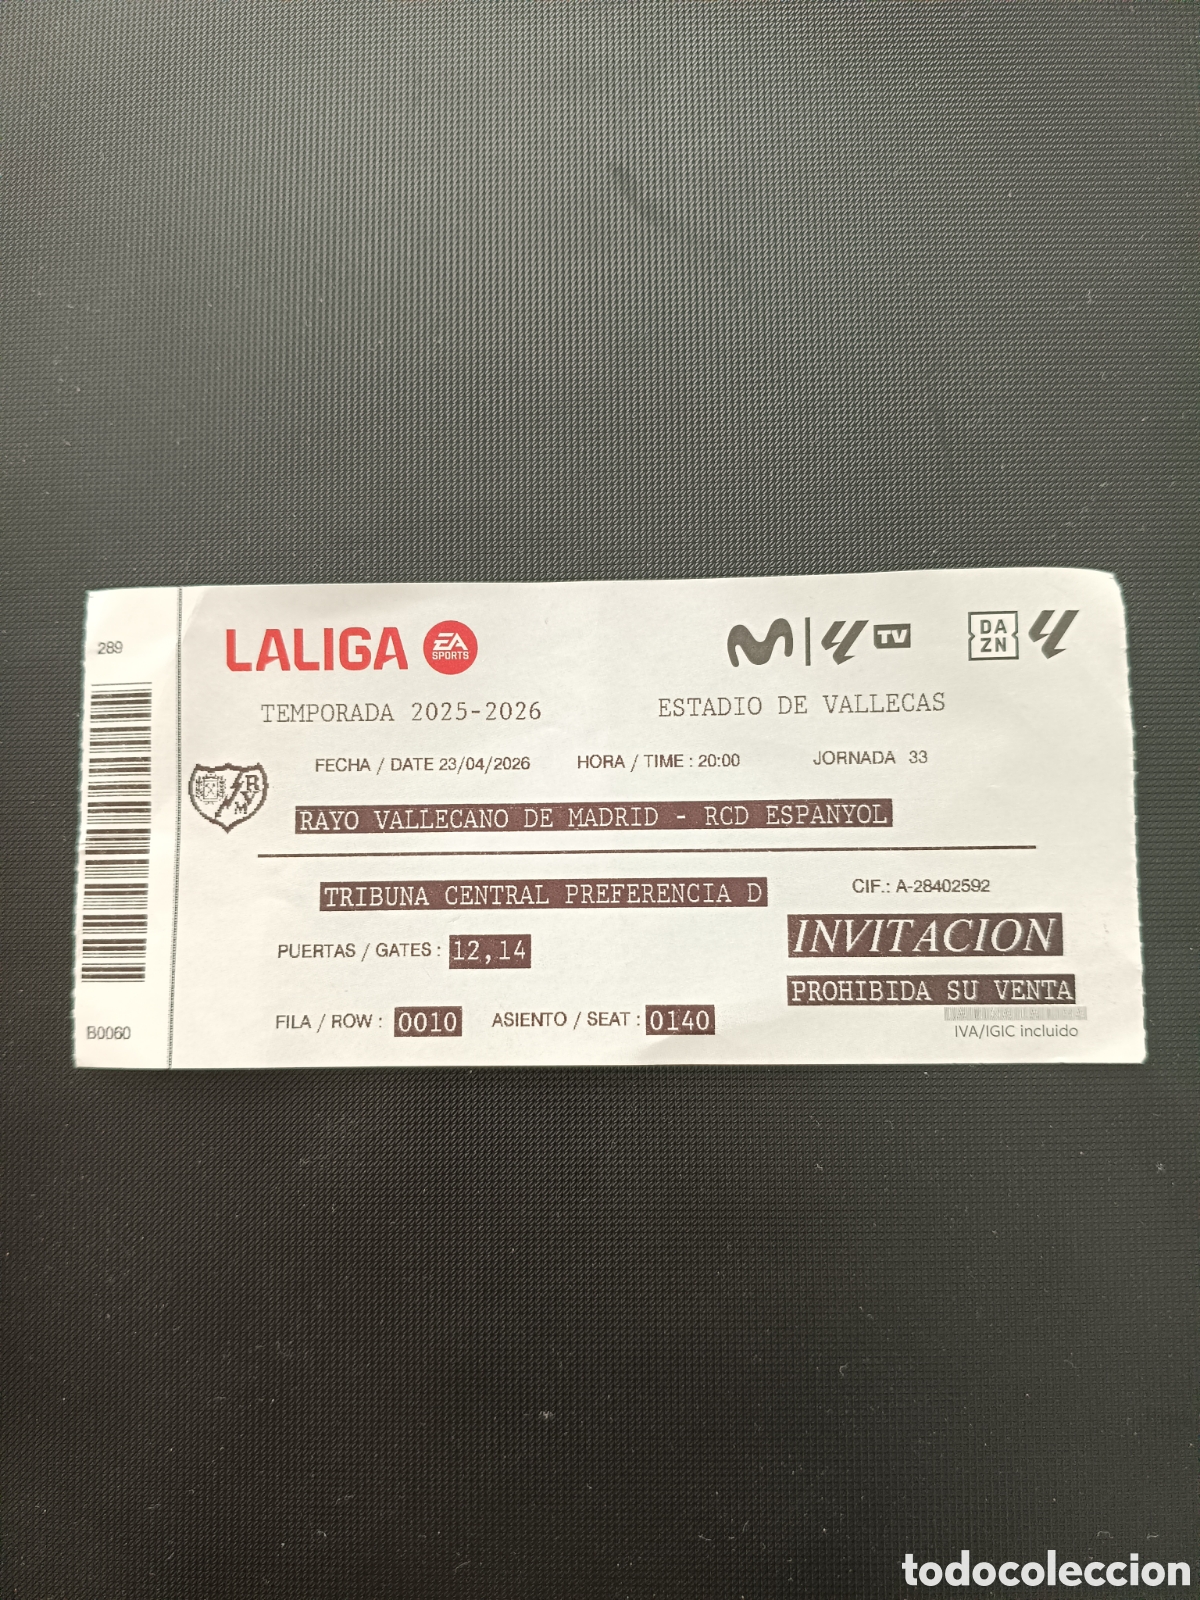 289
LALIGA EA SPORTS
TV
DAZN
TEMPORADA 2025-2026
ESTADIO DE VALLECAS
FECHA / DATE 23/04/2026 HORA / TIME : 20:00 JORNADA 33
RVM
RAYO VALLECANO DE MADRID - RCD ESPANYOL
TRIBUNA CENTRAL PREFERENCIA D
CIF.: A-28402592
INVITACION
PUERTAS / GATES : 12,14
PROHIBIDA SU VENTA
FILA / ROW : 0010 ASIENTO / SEAT : 0140
IVA/IGIC incluido
B0060
todocoleccion